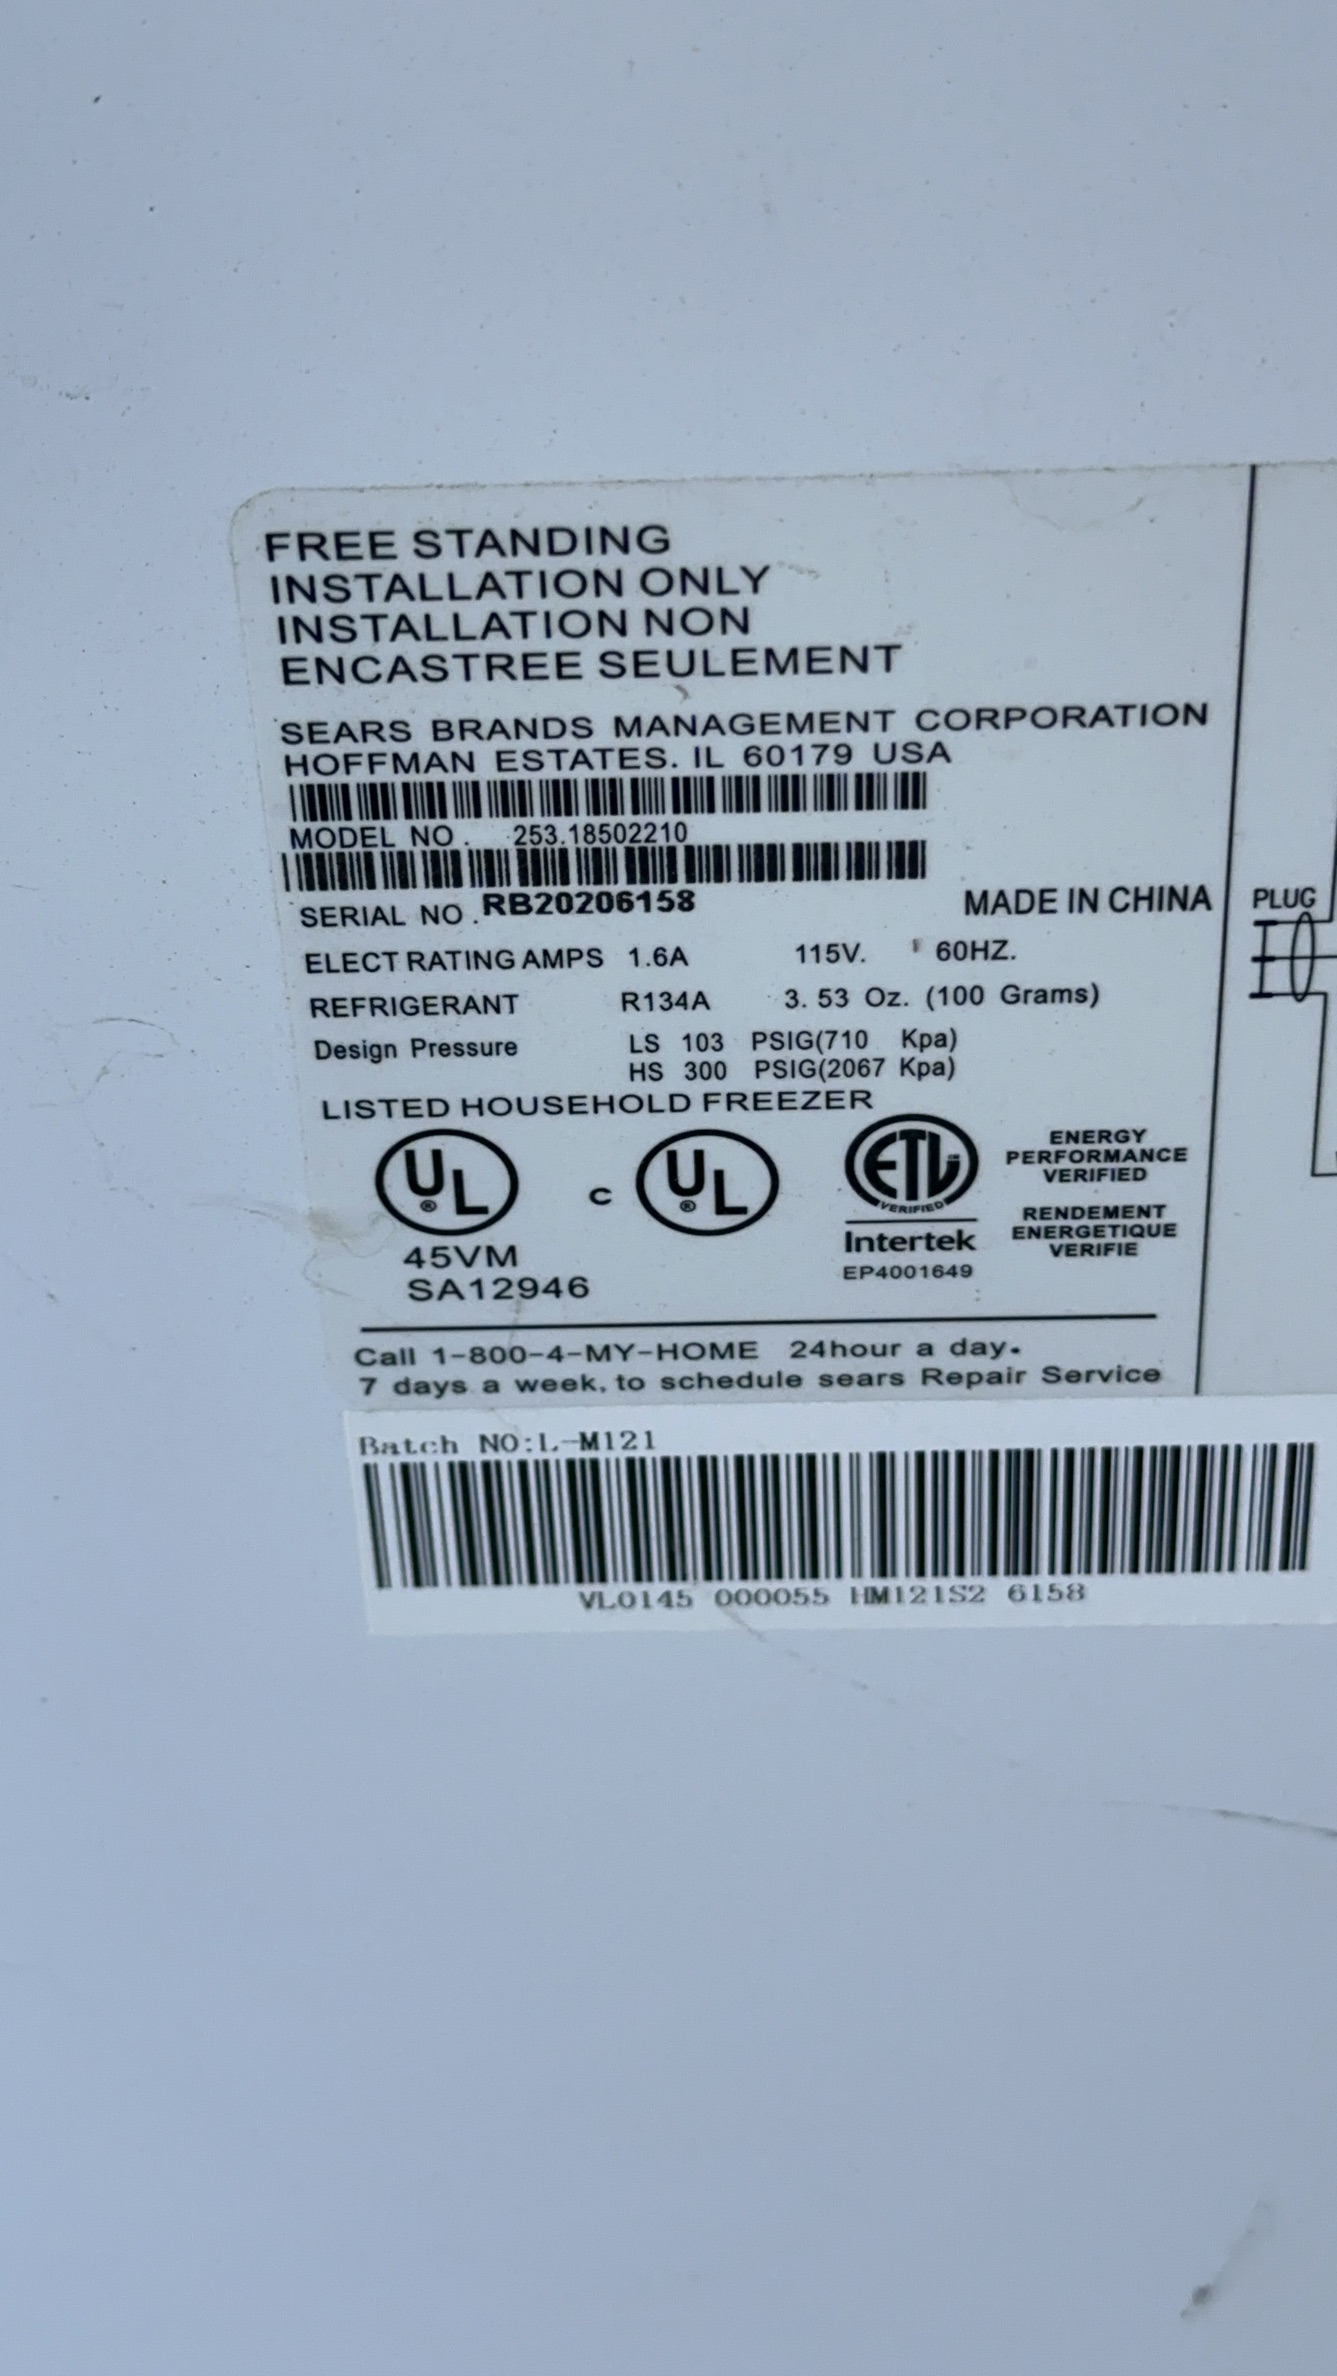 FREE STANDING
INSTALLATION ONLY
INSTALLATION NON
ENCASTREE SEULEMENT
SEARS BRANDS MANAGEMENT CORPORATION
HOFFMAN ESTATES. IL 60179 USA
MODEL NO. 253.18502210
SERIAL NO. RB20206158 MADE IN CHINA
ELECT RATING AMPS 1.6A 115V. 60HZ.
REFRIGERANT R134A 3.53 Oz. (100 Grams)
Design Pressure LS 103 PSIG(710 Kpa)
HS 300 PSIG(2067 Kpa)
LISTED HOUSEHOLD FREEZER
UL ®
45VM
SA12946
C UL ®
ETL
VERIFIED
Intertek
EP4001649
ENERGY
PERFORMANCE
VERIFIED
RENDEMENT
ENERGETIQUE
VERIFIE
Call 1-800-4-MY-HOME 24hour a day.
7 days a week, to schedule sears Repair Service
PLUG
Batch NO:L-M121
VL0145 000055 HM121S2 6158